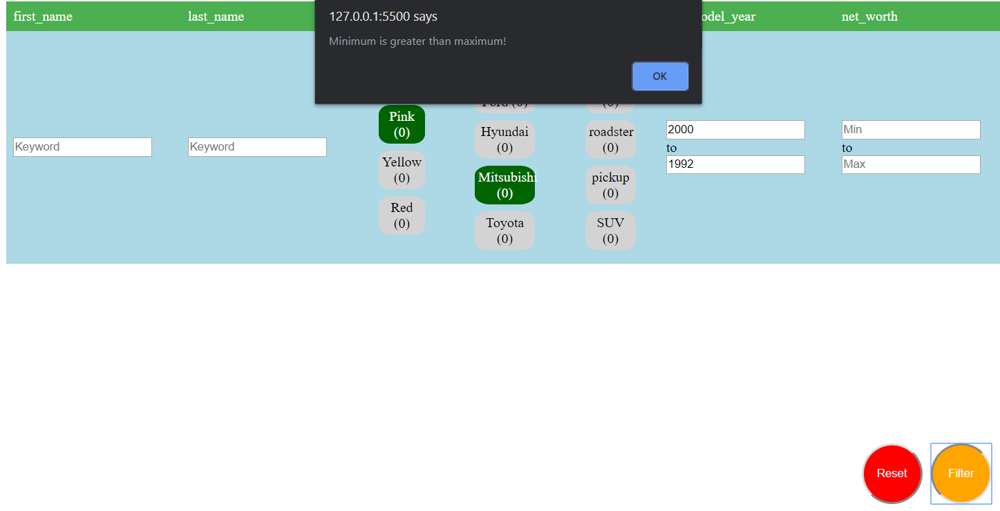 first_name
last_name
odel_year
net_worth
127.0.0.1:5500 says
Minimum is greater than maximum!
OK
Pink
(0)
Yellow
(0)
Red
(0)
Ford (0)
Hyundai
(0)
Mitsubishi
(0)
Toyota
(0)
(0)
roadster
(0)
pickup
(0)
SUV
(0)
Keyword
Keyword
2000
to
1992
Min
to
Max
Reset
Filter